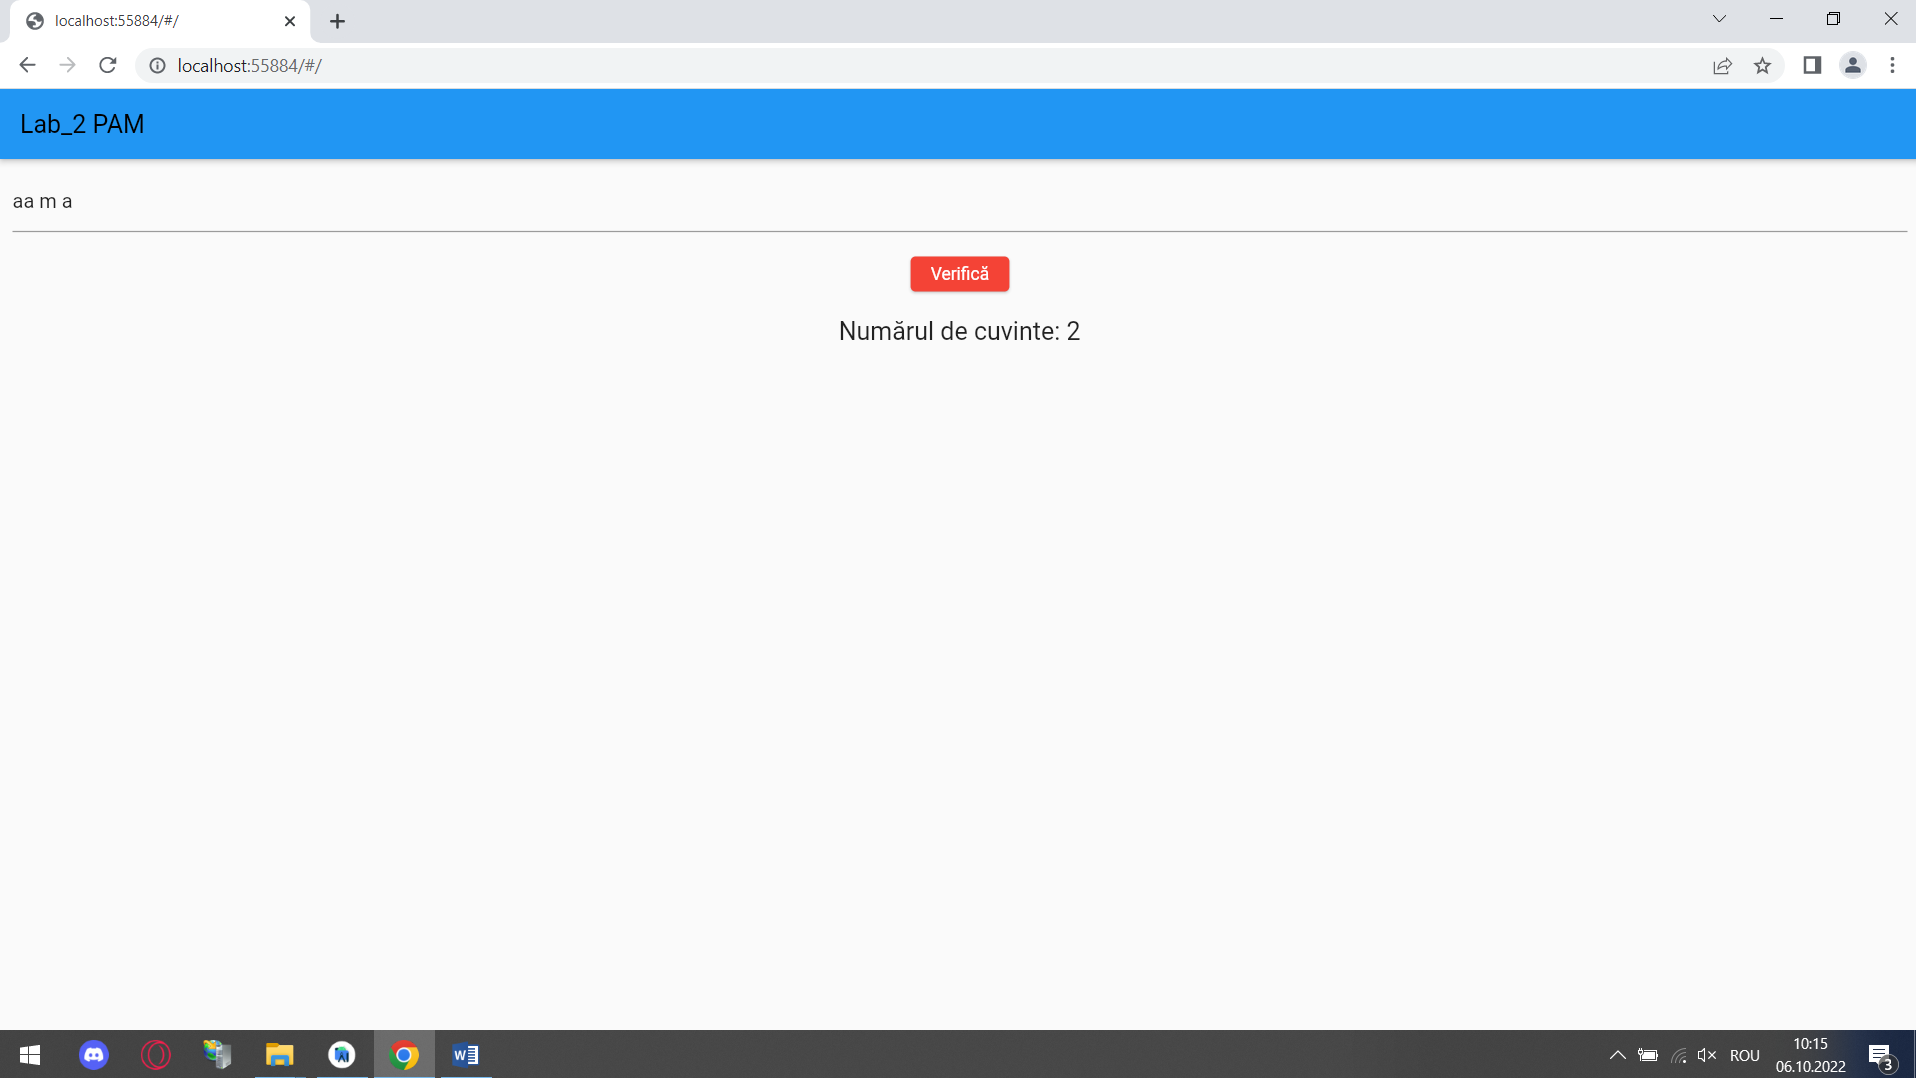 localhost:55884/#/
localhost:55884/#/
Lab_2 PAM
aa m a
Verifică
Numărul de cuvinte: 2
ROU
10:15
06.10.2022
3